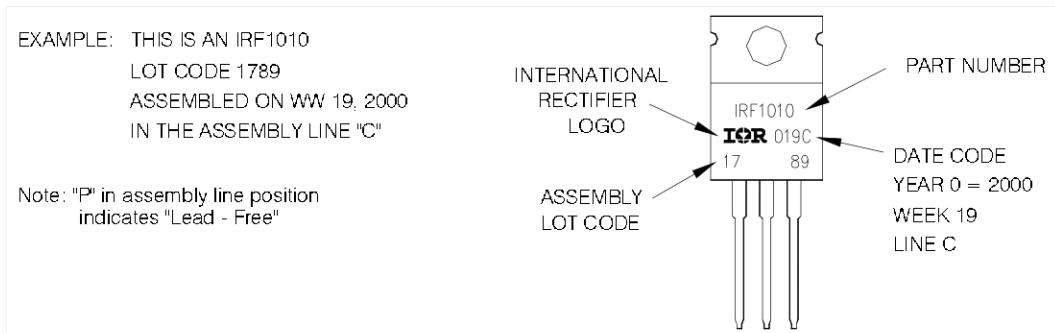 EXAMPLE: THIS IS AN IRF1010
LOT CODE 1789
ASSEMBLED ON WW 19, 2000
IN THE ASSEMBLY LINE "C"
Note: "P" in assembly line position
indicates "Lead - Free"
INTERNATIONAL
RECTIFIER
LOGO
ASSEMBLY
LOT CODE
IRF1010
IOR 019C
17 89
PART NUMBER
DATE CODE
YEAR 0 = 2000
WEEK 19
LINE C